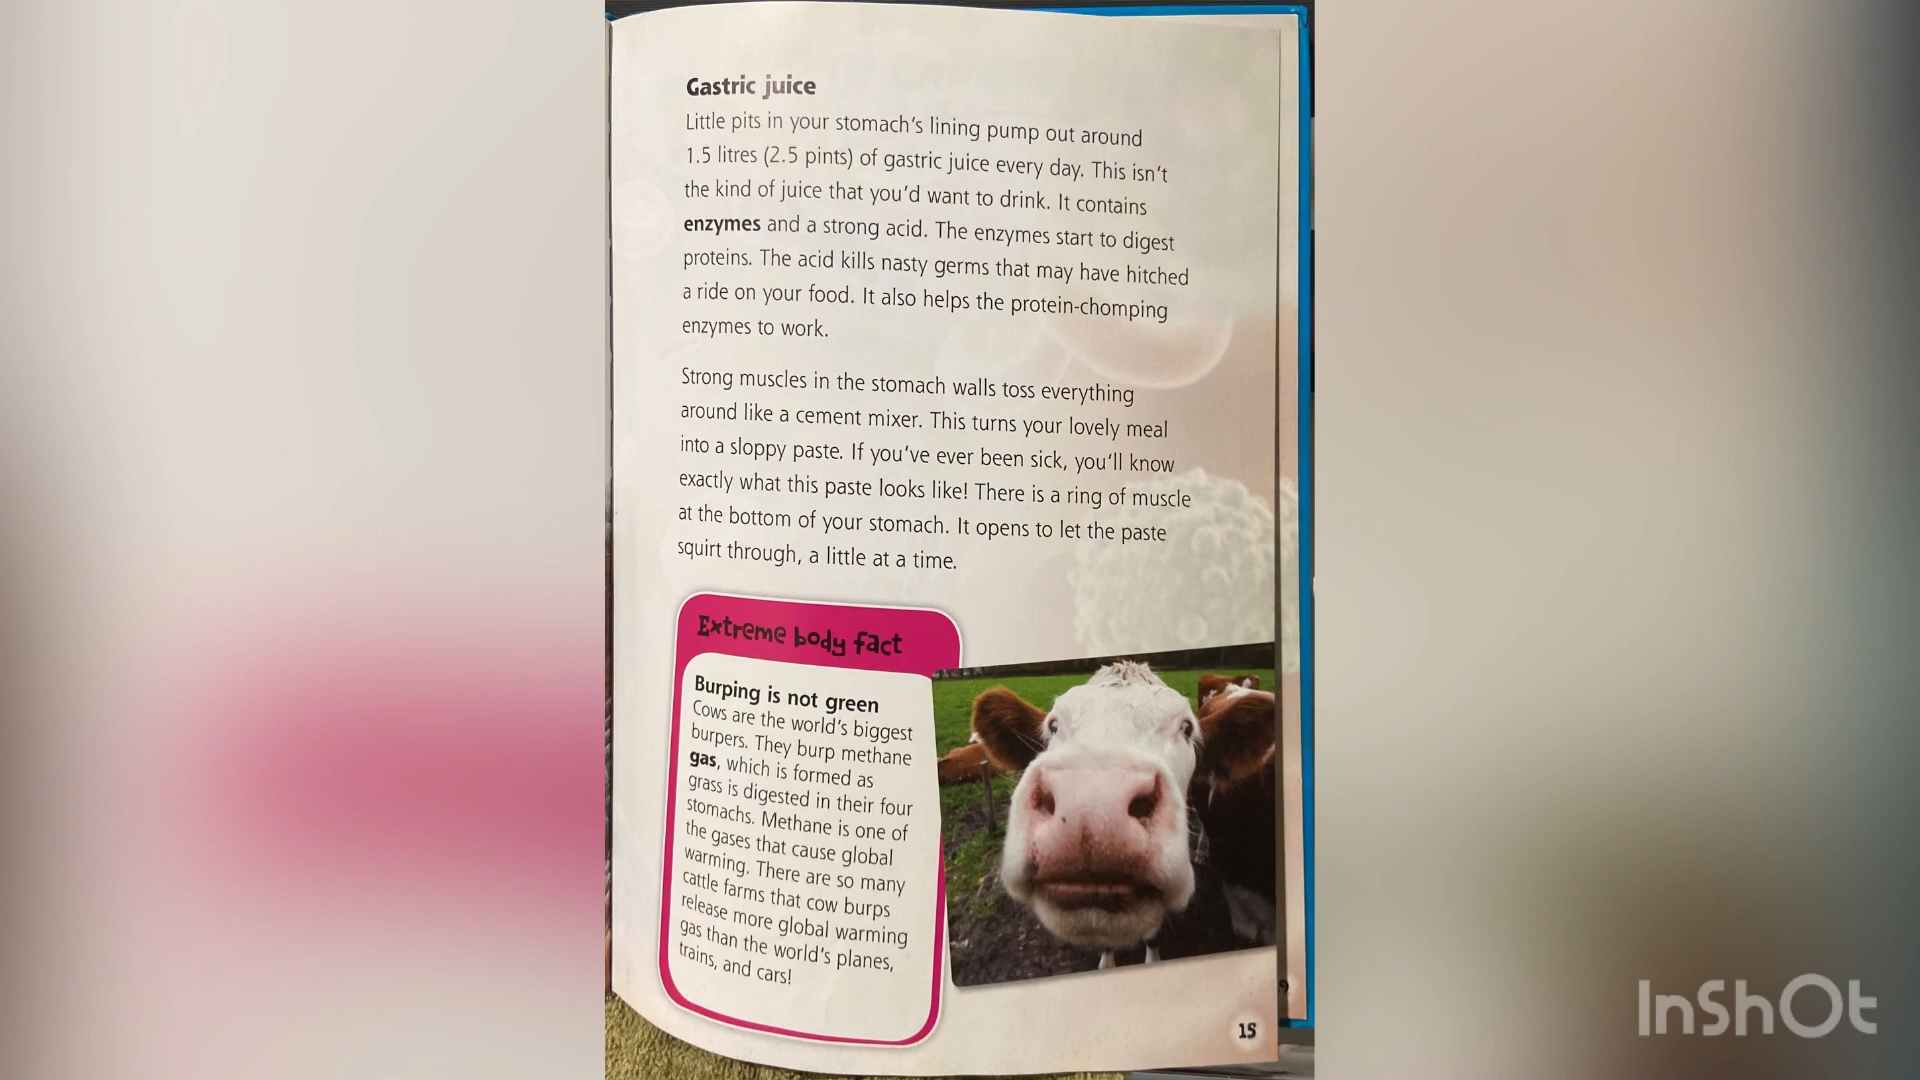 Gastric juice
Little pits in your stomach's lining pump out around
1.5 litres (2.5 pints) of gastric juice every day. This isn't
the kind of juice that you'd want to drink. It contains
enzymes and a strong acid. The enzymes start to digest
proteins. The acid kills nasty germs that may have hitched
a ride on your food. It also helps the protein-chomping
enzymes to work.
Strong muscles in the stomach walls toss everything
around like a cement mixer. This turns your lovely meal
into a sloppy paste. If you've ever been sick, you'll know
exactly what this paste looks like! There is a ring of muscle
at the bottom of your stomach. It opens to let the paste
squirt through, a little at a time.
Extreme body fact
Burping is not green
Cows are the world's biggest
burpers. They burp methane
gas, which is formed as
grass is digested in their four
stomachs. Methane is one of
the gases that cause global
warming. There are so many
cattle farms that cow burps
release more global warming
gas than the world's planes,
trains, and cars!
9
15
InShOt